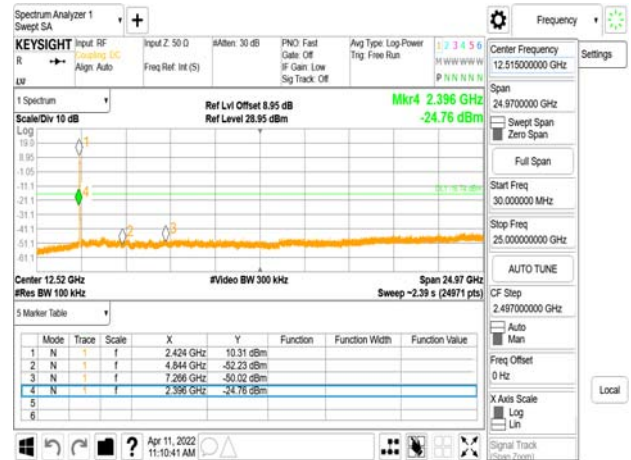 Spectrum Analyzer 1
Swept SA
Frequency
KEYSIGHT
R
Input: RF
Coupling: DC
Align: Auto
Input Z: 50 Ω
Freq Ref: Int (S)
#Atten: 30 dB
PNO: Fast
Gate: Off
IF Gain: Low
Sig Track: Off
Avg Type: Log-Power
Trig: Free Run
1 2 3 4 5 6
M W W W W W
P N N N N N
1 Spectrum
Scale/Div 10 dB
Ref Lvl Offset 8.95 dB
Ref Level 28.95 dBm
Mkr4 2.396 GHz
-24.76 dBm
Log
19.0
8.95
-1.05
-11.1
-21.1
-31.1
-41.1
-51.1
-61.1
1
4
2
3
Center 12.52 GHz
#Res BW 100 kHz
#Video BW 300 kHz
Span 24.97 GHz
Sweep ~2.39 s (24971 pts)
5 Marker Table
Mode Trace Scale X Y Function Function Width Function Value
1 N 1 f 2.424 GHz 10.31 dBm
2 N 1 f 4.844 GHz -52.23 dBm
3 N 1 f 7.266 GHz -50.02 dBm
4 N 1 f 2.396 GHz -24.76 dBm
5
6
?
Apr 11, 2022
11:10:41 AM
Center Frequency
12.515000000 GHz
Span
24.9700000 GHz
Swept Span
Zero Span
Full Span
Start Freq
30.000000 MHz
Stop Freq
25.000000000 GHz
AUTO TUNE
CF Step
2.497000000 GHz
Auto
Man
Freq Offset
0 Hz
X Axis Scale
Log
Lin
Signal Track
(Span Zoom)
Settings
Local